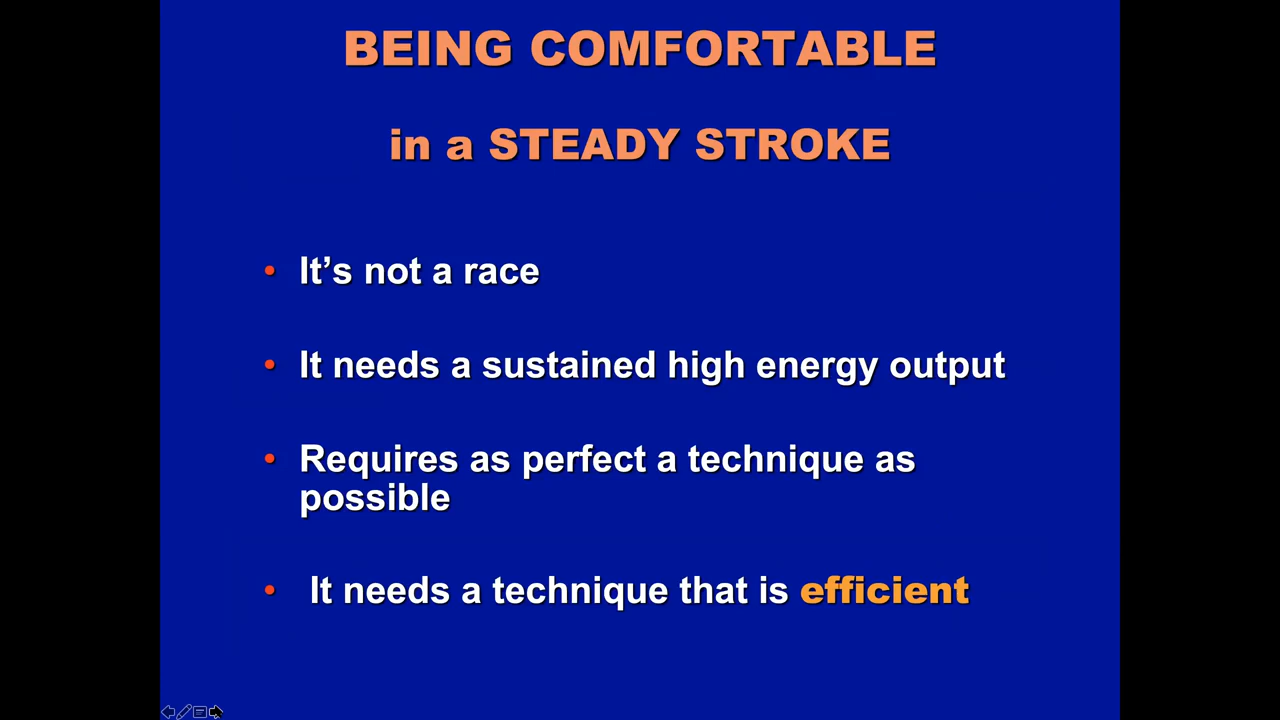 BEING COMFORTABLE
in a STEADY STROKE
• It’s not a race
• It needs a sustained high energy output
• Requires as perfect a technique as
possible
• It needs a technique that is efficient